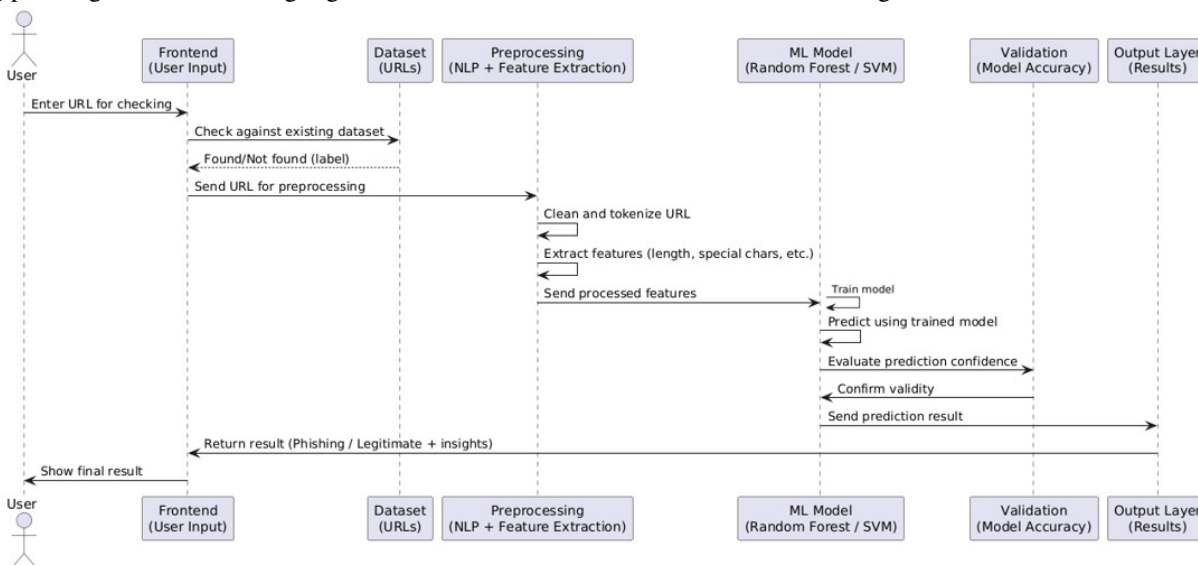 User
Frontend
(User Input)
Dataset
(URLs)
Preprocessing
(NLP + Feature Extraction)
ML Model
(Random Forest / SVM)
Validation
(Model Accuracy)
Output Layer
(Results)
Enter URL for checking
Check against existing dataset
Found/Not found (label)
Send URL for preprocessing
Clean and tokenize URL
Extract features (length, special chars, etc.)
Send processed features
Train model
Predict using trained model
Evaluate prediction confidence
Confirm validity
Send prediction result
Return result (Phishing / Legitimate + insights)
Show final result
User
Frontend
(User Input)
Dataset
(URLs)
Preprocessing
(NLP + Feature Extraction)
ML Model
(Random Forest / SVM)
Validation
(Model Accuracy)
Output Layer
(Results)